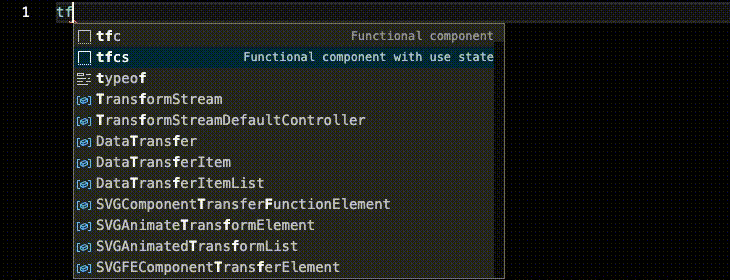 1 tf
tfc Functional component
tfcs Functional component with use state
typeof
TransformStream
TransformStreamDefaultController
DataTransfer
DataTransferItem
DataTransferItemList
SVGComponentTransferFunctionElement
SVGAnimateTransformElement
SVGAnimatedTransformList
SVGFEComponentTransferElement